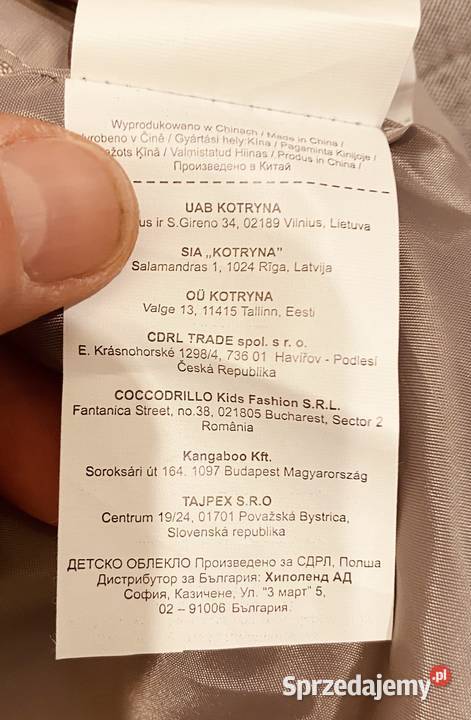 Wyprodukowano w Chinach / Made in China /
Vyrobeno v Čině / Gyártási hely:Kína / Pagaminta Kinijoje /
Ķīnā / Valmistatud Hiinas / Produs in China /
Произведено в Китай
UAB KOTRYNA
ir S.Gireno 34, 02189 Vilnius, Lietuva
SIA „KOTRYNA”
Salamandras 1, 1024 Rīga, Latvija
OÜ KOTRYNA
Valge 13, 11415 Tallinn, Eesti
CDRL TRADE spol. s r. o.
E. Krásnohorské 1298/4, 736 01 Havířov - Podlesí
Česká Republika
COCCODRILLO Kids Fashion S.R.L.
Fantanica Street, no.38, 021805 Bucharest, Sector 2
România
Kangaboo Kft.
Soroksári út 164. 1097 Budapest Magyarország
TAJPEX S.R.O
Centrum 19/24, 01701 Považská Bystrica,
Slovenská republika
ДЕТСКО ОБЛЕКЛО Произведено за СДРЛ, Полша
Дистрибутор за България: Хиполенд АД
София, Казичене, Ул. "3 март" 5,
02 – 91006 България
Sprzedajemy.pl